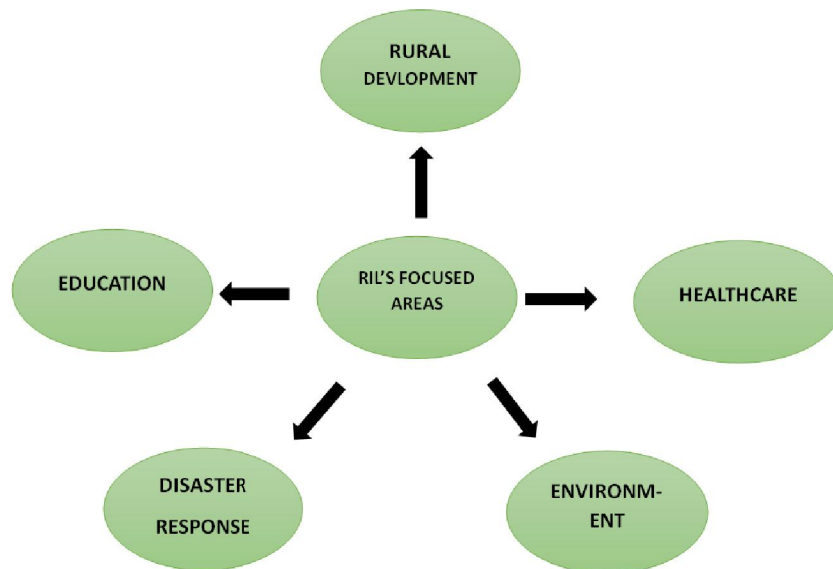 RURAL
DEVLOPMENT
EDUCATION
RIL'S FOCUSED
AREAS
HEALTHCARE
DISASTER
RESPONSE
ENVIRONM-
ENT